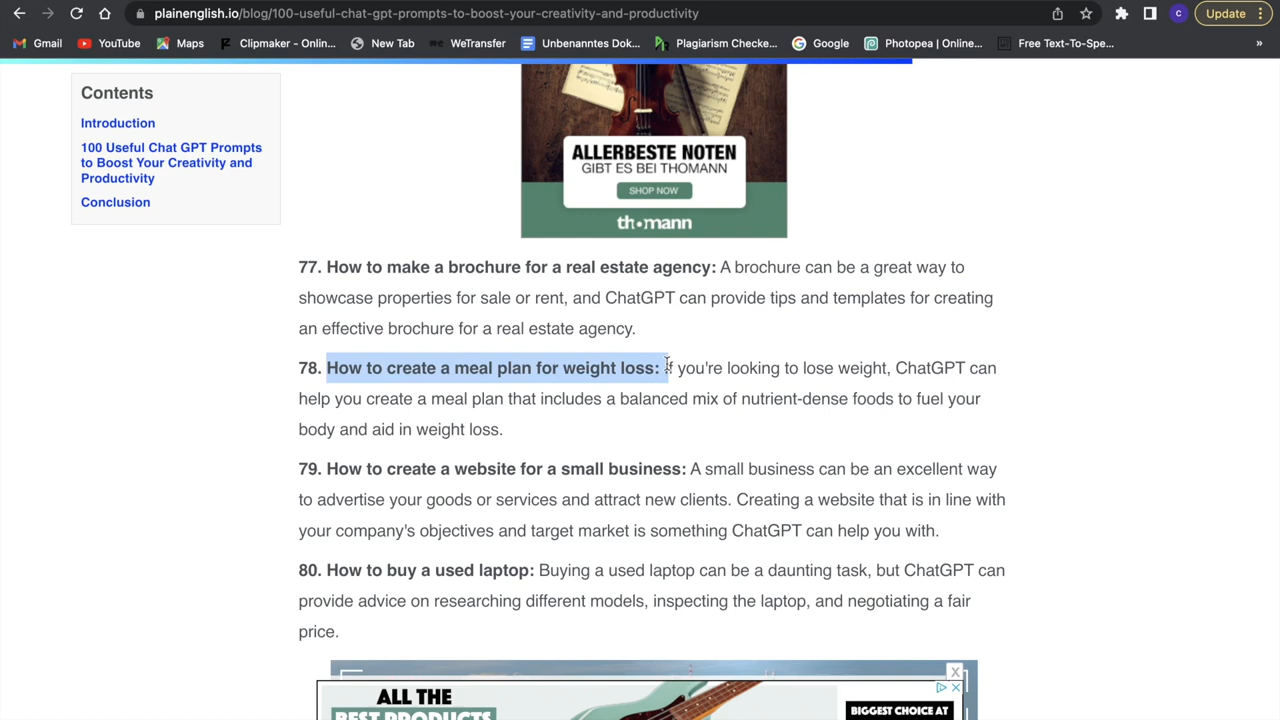 plainenglish.io/blog/100-useful-chat-gpt-prompts-to-boost-your-creativity-and-productivity
C
Update
Gmail
YouTube
Maps
Clipmaker - Onlin...
New Tab
WeTransfer
Unbenanntes Dok...
Plagiarism Checke...
Google
Photopea | Online...
Free Text-To-Spe...
»
Contents
Introduction
100 Useful Chat GPT Prompts
to Boost Your Creativity and
Productivity
Conclusion
ALLERBESTE NOTEN
GIBT ES BEI THOMANN
SHOP NOW
th•mann
77. How to make a brochure for a real estate agency: A brochure can be a great way to
showcase properties for sale or rent, and ChatGPT can provide tips and templates for creating
an effective brochure for a real estate agency.
78. How to create a meal plan for weight loss: If you're looking to lose weight, ChatGPT can
help you create a meal plan that includes a balanced mix of nutrient-dense foods to fuel your
body and aid in weight loss.
79. How to create a website for a small business: A small business can be an excellent way
to advertise your goods or services and attract new clients. Creating a website that is in line with
your company's objectives and target market is something ChatGPT can help you with.
80. How to buy a used laptop: Buying a used laptop can be a daunting task, but ChatGPT can
provide advice on researching different models, inspecting the laptop, and negotiating a fair
price.
X
ALL THE
BEST PRODUCTS
BIGGEST CHOICE AT